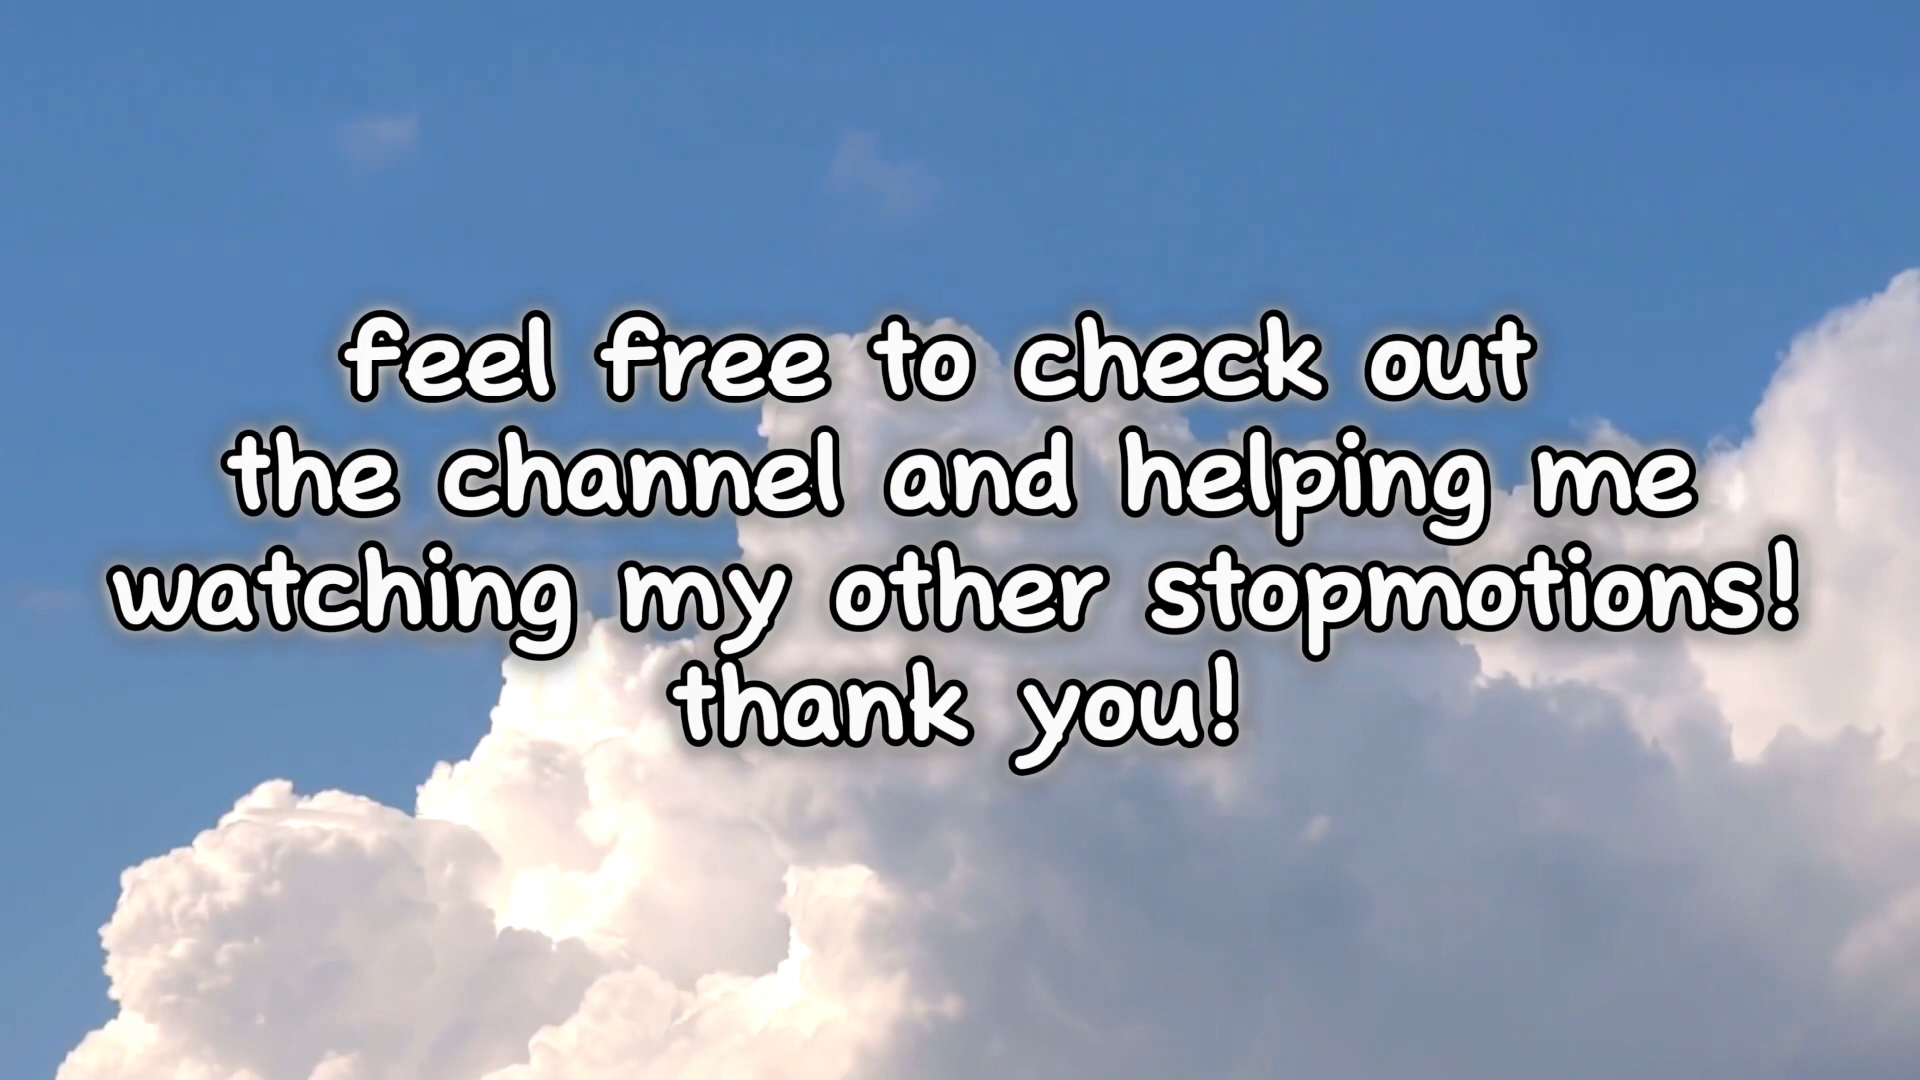 feel free to check out
the channel and helping me
watching my other stopmotions!
thank you!